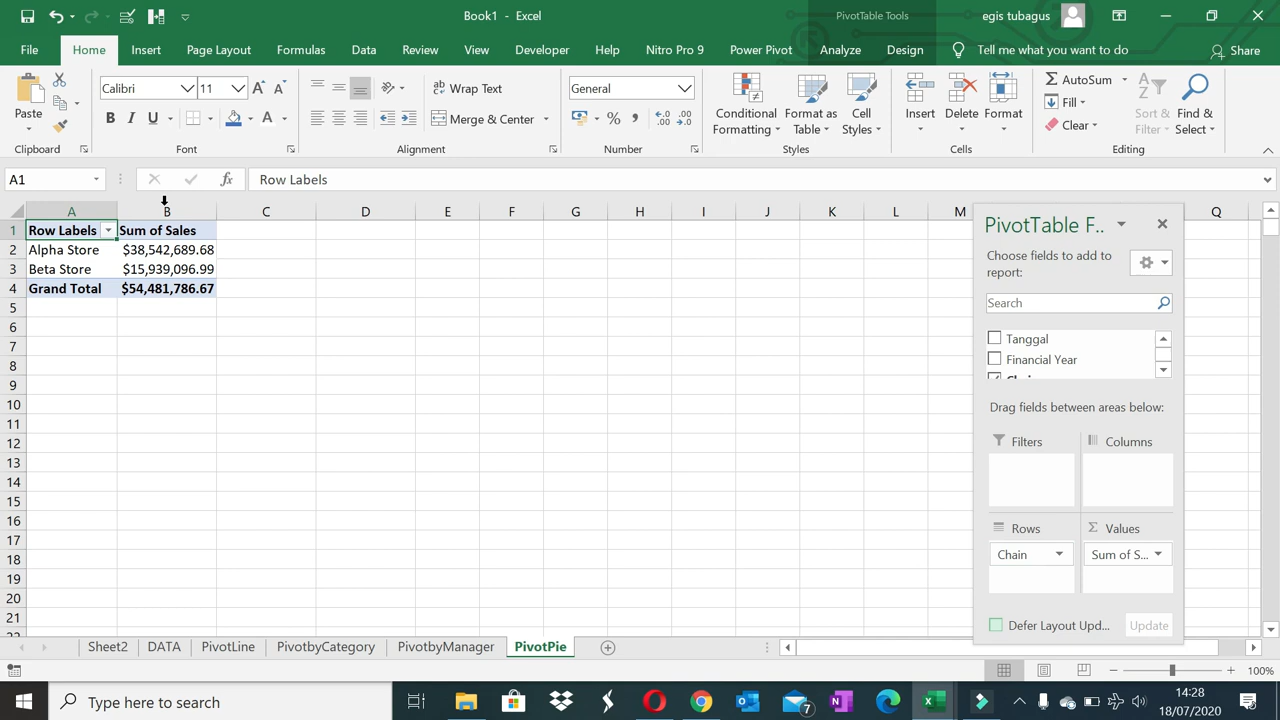 Book1 - Excel
PivotTable Tools
egis tubagus
File
Home
Insert
Page Layout
Formulas
Data
Review
View
Developer
Help
Nitro Pro 9
Power Pivot
Analyze
Design
Tell me what you want to do
Share
Paste
Calibri
11
A A
B I U A
Wrap Text
Merge & Center
General
%
Conditional Formatting
Format as Table
Cell Styles
Insert
Delete
Format
AutoSum
Fill
Clear
Sort & Filter
Find & Select
Clipboard
Font
Alignment
Number
Styles
Cells
Editing
A1
fx
Row Labels
A B C D E F G H I J K L M Q
1 Row Labels Sum of Sales
2 Alpha Store $38,542,689.68
3 Beta Store $15,939,096.99
4 Grand Total $54,481,786.67
5
6
7
8
9
10
11
12
13
14
15
16
17
18
19
20
21
PivotTable F..
Choose fields to add to
report:
Search
Tanggal
Financial Year
Drag fields between areas below:
Filters
Columns
Rows
Σ Values
Chain
Sum of S...
Defer Layout Upd...
Update
Sheet2
DATA
PivotLine
PivotbyCategory
PivotbyManager
PivotPie
100%
Type here to search
7
14:28
18/07/2020